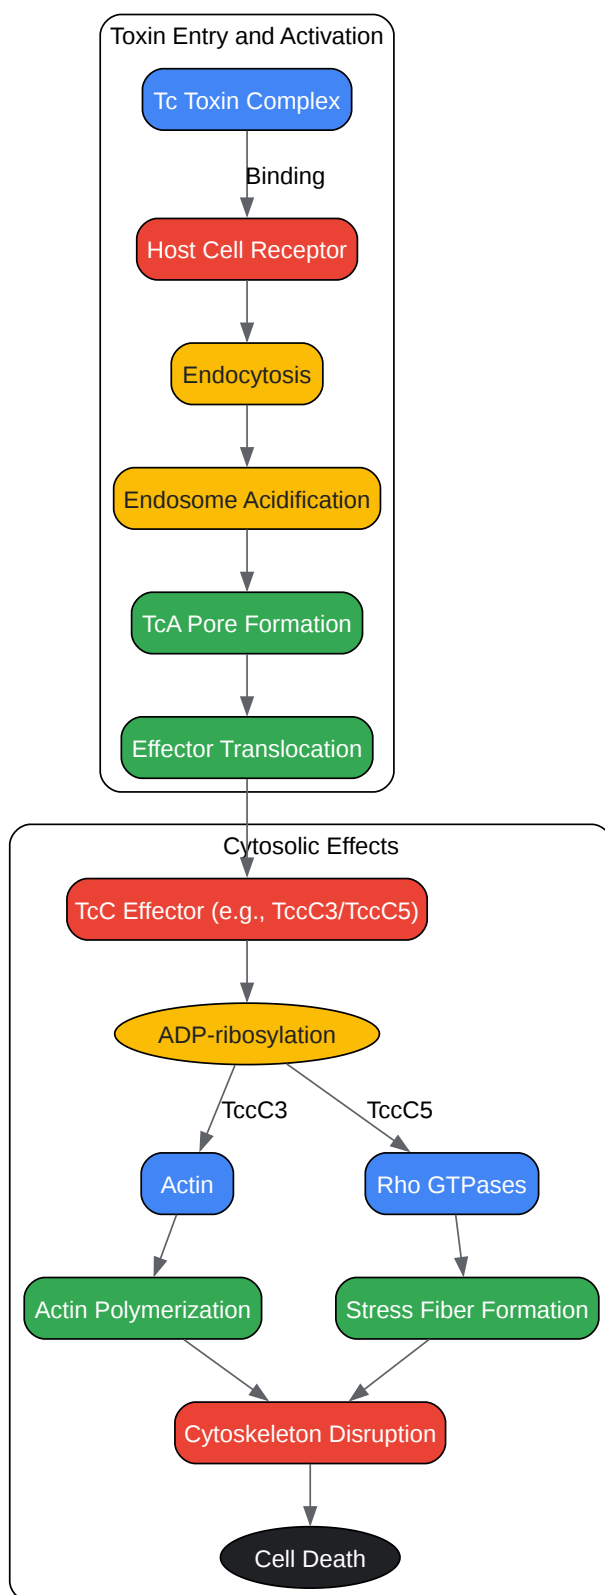 Toxin Entry and Activation
Tc Toxin Complex
Binding
Host Cell Receptor
Endocytosis
Endosome Acidification
TcA Pore Formation
Effector Translocation
Cytosolic Effects
TcC Effector (e.g., TccC3/TccC5)
ADP-ribosylation
TccC3
TccC5
Actin
Rho GTPases
Actin Polymerization
Stress Fiber Formation
Cytoskeleton Disruption
Cell Death